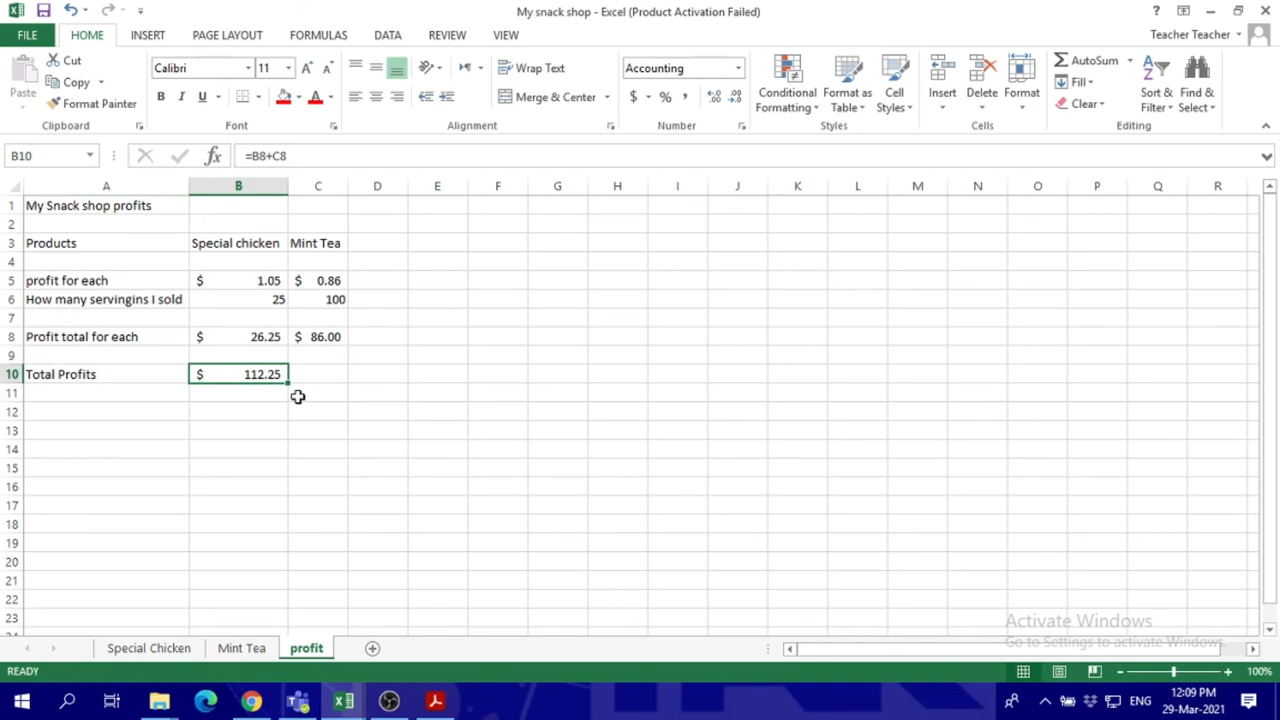 My snack shop - Excel (Product Activation Failed)
FILE HOME INSERT PAGE LAYOUT FORMULAS DATA REVIEW VIEW Teacher Teacher
Paste Cut Copy Format Painter Clipboard
Calibri 11 B I U A A A Font
Wrap Text Merge & Center Alignment
Accounting $ % , Number
Conditional Formatting Format as Table Cell Styles Styles
Insert Delete Format Cells
AutoSum Fill Clear Sort & Filter Find & Select Editing
B10 fx =B8+C8
A B C D E F G H I J K L M N O P Q R
1 My Snack shop profits
2
3 Products Special chicken Mint Tea
4
5 profit for each $ 1.05 $ 0.86
6 How many servingins I sold 25 100
7
8 Profit total for each $ 26.25 $ 86.00
9
10 Total Profits $ 112.25
11
12
13
14
15
16
17
18
19
20
21
22
23
Activate Windows
Go to Settings to activate Windows.
Special Chicken Mint Tea profit
READY 100%
ENG 12:09 PM
29-Mar-2021